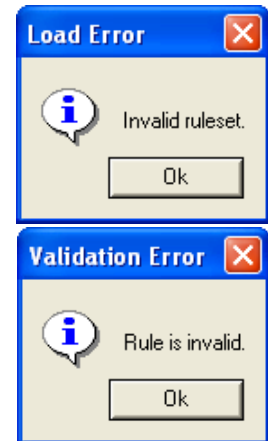 Load Error
Invalid ruleset.
Ok
Validation Error
Rule is invalid.
Ok